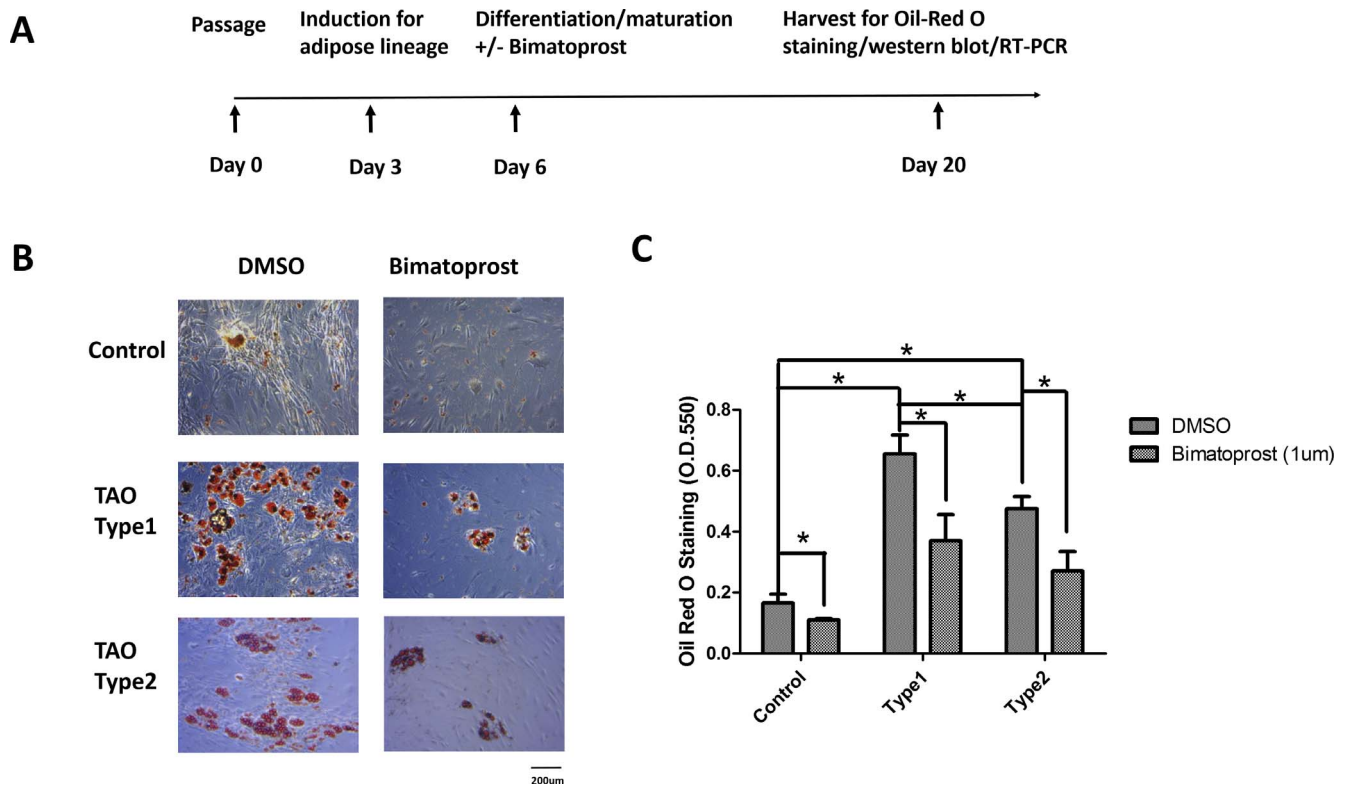 A
Passage
Induction for
adipose lineage
Differentiation/maturation
+/- Bimatoprost
Harvest for Oil-Red O
staining/western blot/RT-PCR
Day 0
Day 3
Day 6
Day 20
B
DMSO
Bimatoprost
Control
TAO
Type1
TAO
Type2
200um
C
Oil Red O Staining (O.D.550)
0.8
0.6
0.4
0.2
0.0
*
*
*
*
*
*
Control
Type1
Type2
DMSO
Bimatoprost (1um)